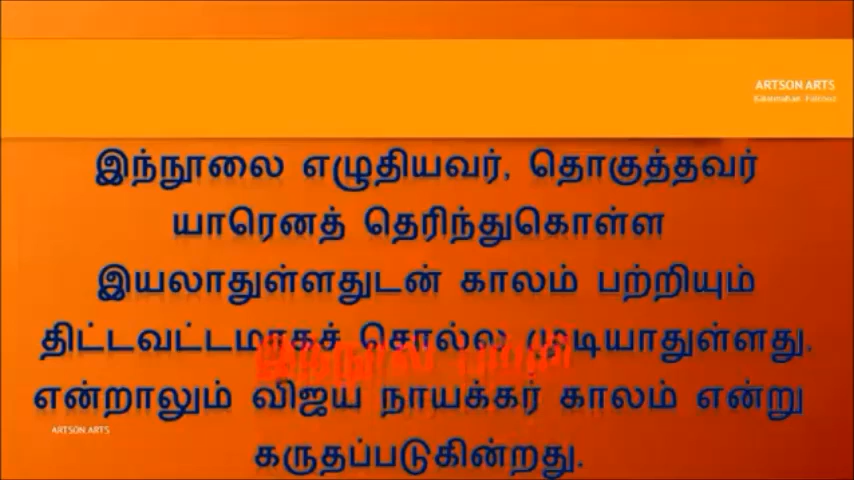 ARTSON ARTS
இந்நூலை எழுதியவர், தொகுத்தவர்
யாரெனத் தெரிந்துகொள்ள
இயலாதுள்ளதுடன் காலம் பற்றியும்
திட்டவட்டமாகச் சொல்ல முடியாதுள்ளது.
என்றாலும் விஜய நாயக்கர் காலம் என்று
ARTSON ARTS
கருதப்படுகின்றது.